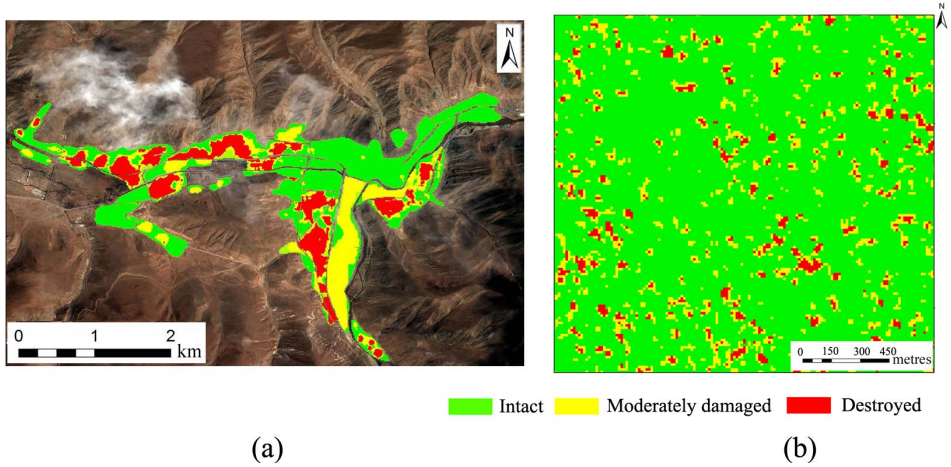 N
0 1 2
km
N
0 150 300 450
metres
Intact Moderately damaged Destroyed
(a) (b)